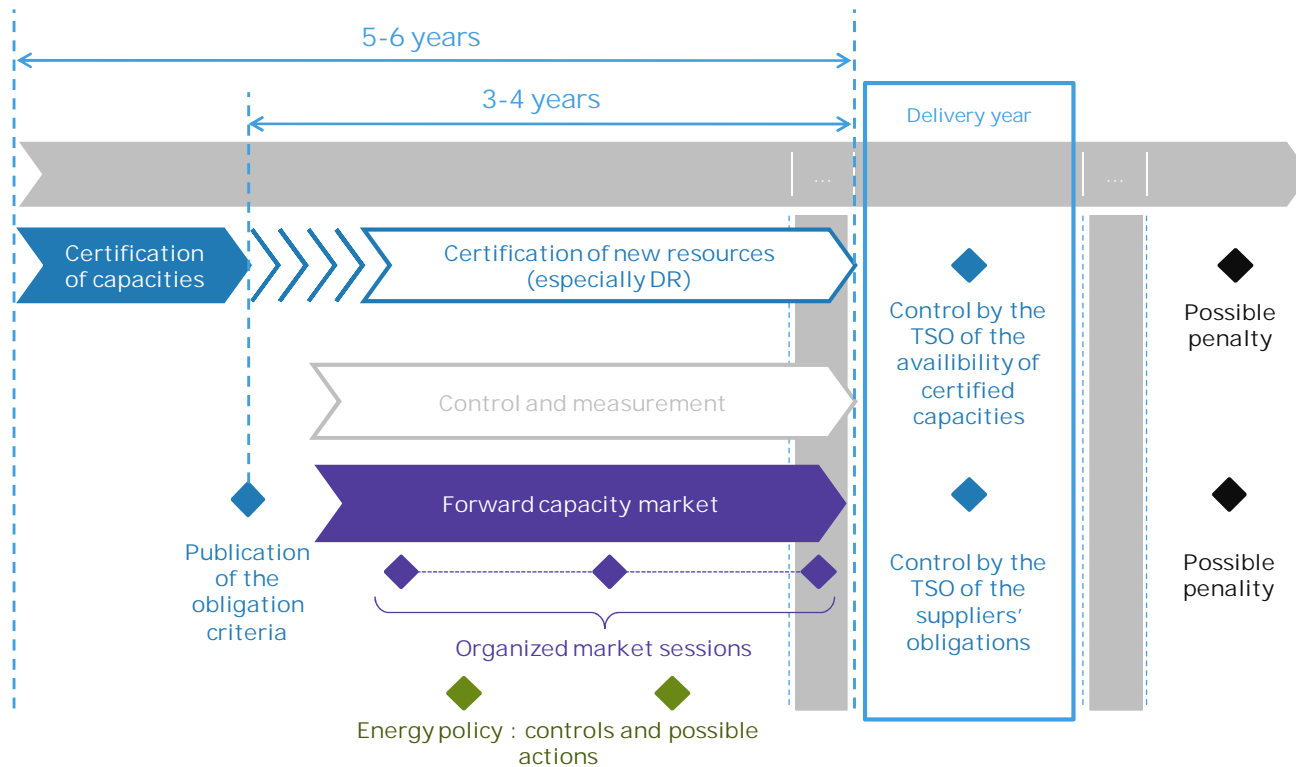 5-6 years
3-4 years
Delivery year
...
...
Certification
of capacities
Certification of new resources
(especially DR)
Control by the
TSO of the
availibility of
certified
capacities
Possible
penalty
Control and measurement
Forward capacity market
Publication
of the
obligation
criteria
Organized market sessions
Control by the
TSO of the
suppliers’
obligations
Possible
penality
Energy policy : controls and possible
actions